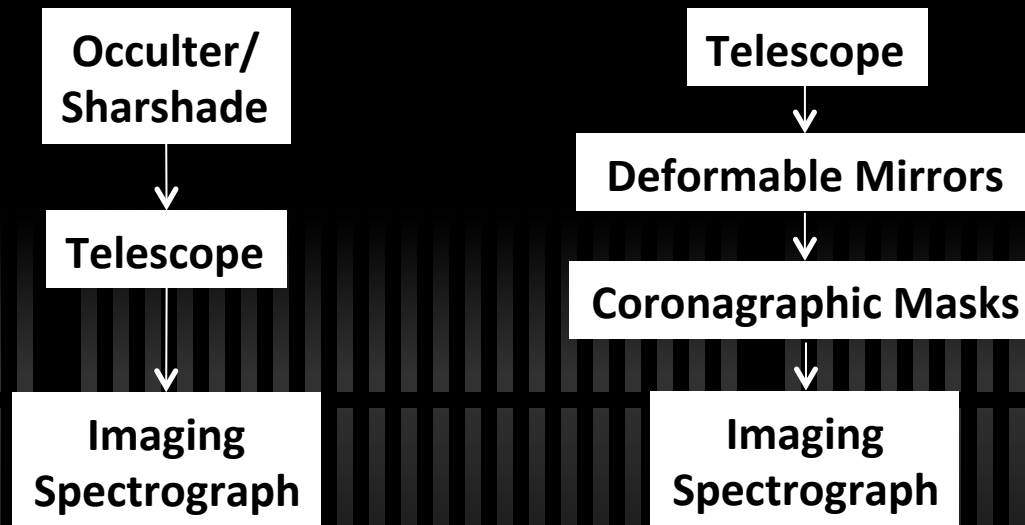 Occulter/
Sharshade
Telescope
Imaging
Spectrograph
Telescope
Deformable Mirrors
Coronagraphic Masks
Imaging
Spectrograph